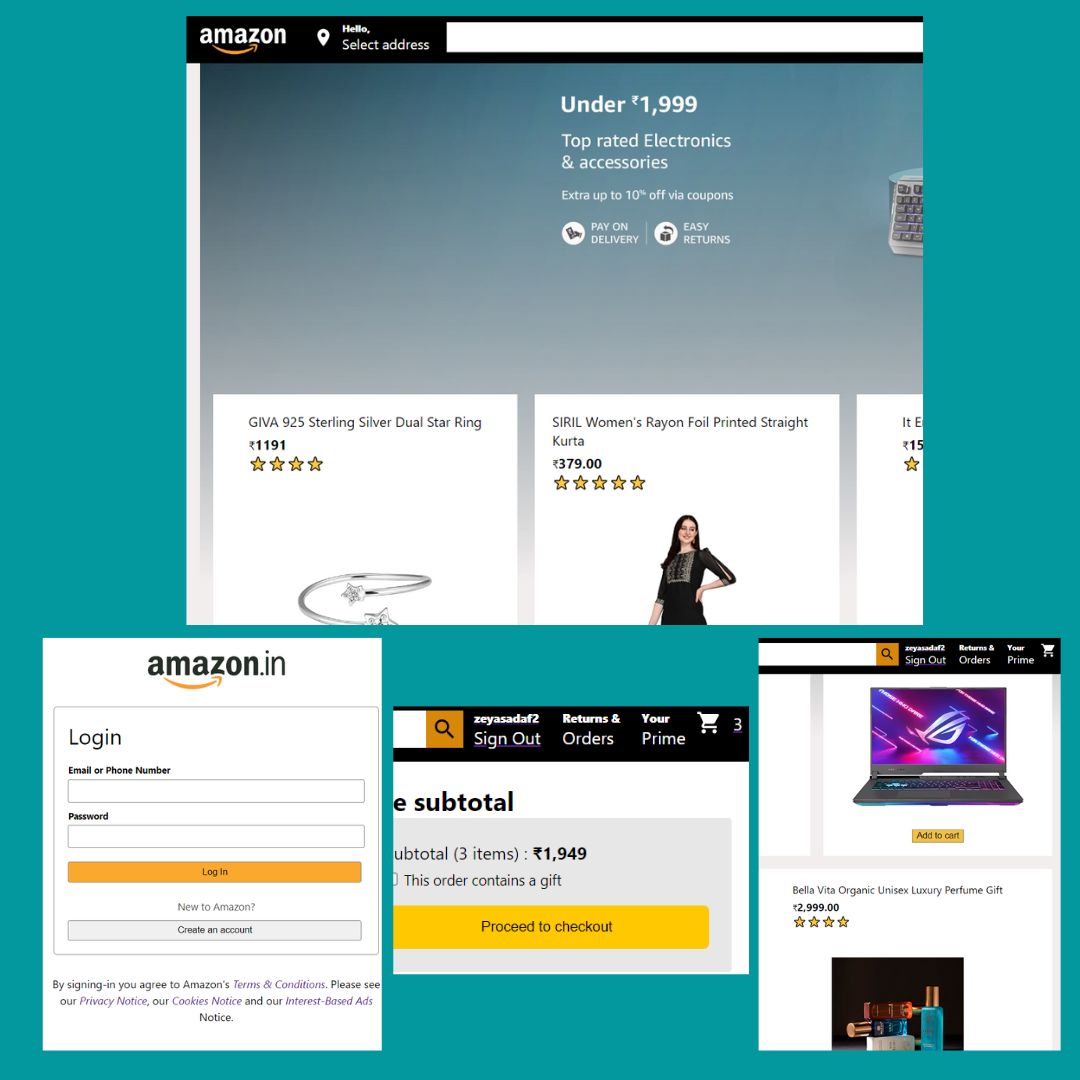 amazon
Hello,
Select address
Under ₹1,999
Top rated Electronics
& accessories
Extra up to 10% off via coupons
PAY ON
DELIVERY
EASY
RETURNS
GIVA 925 Sterling Silver Dual Star Ring
₹1191
SIRIL Women's Rayon Foil Printed Straight
Kurta
₹379.00
It E
₹15
amazon.in
Login
Email or Phone Number
Password
Log In
New to Amazon?
Create an account
By signing-in you agree to Amazon's Terms & Conditions. Please see
our Privacy Notice, our Cookies Notice and our Interest-Based Ads
Notice.
zeyasadaf2
Sign Out
Returns &
Orders
Your
Prime
3
e subtotal
ubtotal (3 items) : ₹1,949
This order contains a gift
Proceed to checkout
zeyasadaf2
Sign Out
Returns &
Orders
Your
Prime
Add to cart
Bella Vita Organic Unisex Luxury Perfume Gift
₹2,999.00